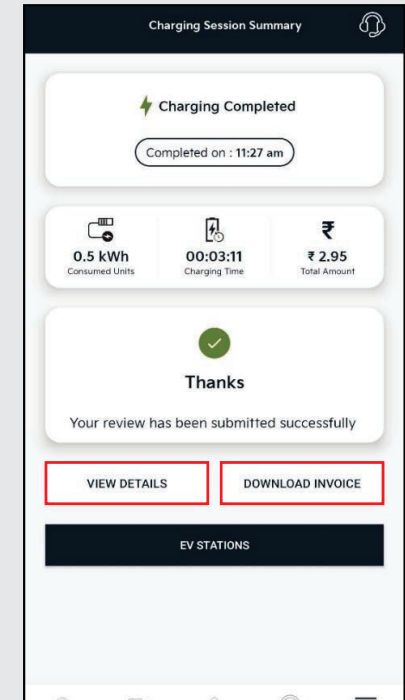 Charging Session Summary
Charging Completed
Completed on : 11:27 am
0.5 kWh
Consumed Units
00:03:11
Charging Time
₹
₹ 2.95
Total Amount
Thanks
Your review has been submitted successfully
VIEW DETAILS
DOWNLOAD INVOICE
EV STATIONS